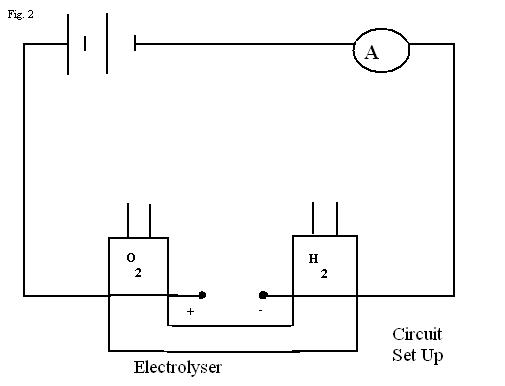 Fig. 2
A
O
2
H
2
+
-
Circuit
Set Up
Electrolyser